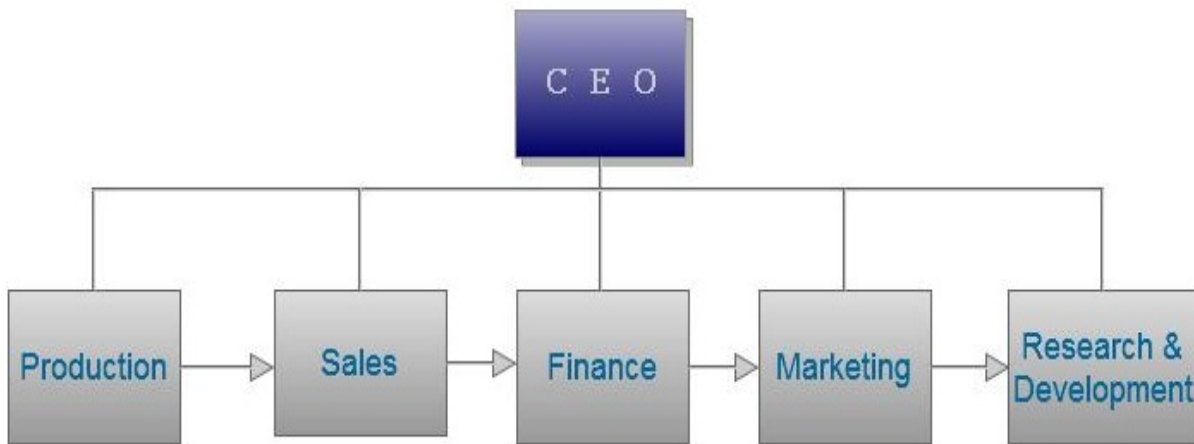 C E O
Production
Sales
Finance
Marketing
Research &
Development